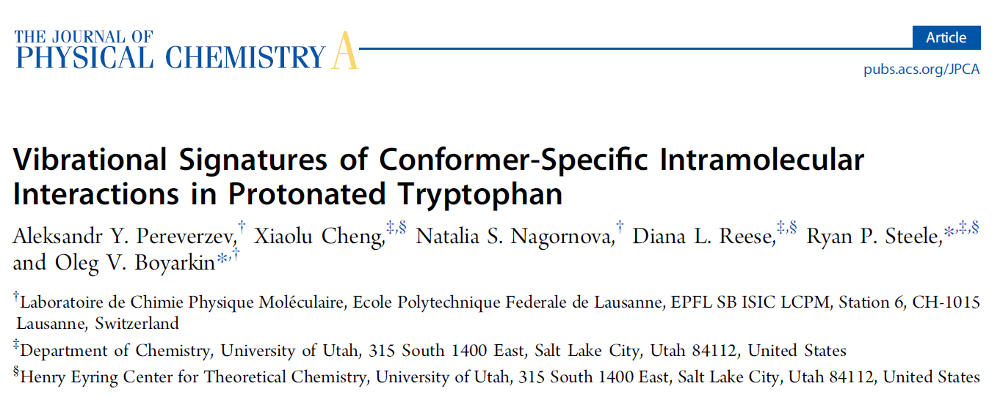 THE JOURNAL OF
PHYSICAL CHEMISTRY A
Article
pubs.acs.org/JPCA
Vibrational Signatures of Conformer-Specific Intramolecular
Interactions in Protonated Tryptophan
Aleksandr Y. Pereverzev,† Xiaolu Cheng,‡,§ Natalia S. Nagornova,† Diana L. Reese,‡,§ Ryan P. Steele,*,‡,§
and Oleg V. Boyarkin*,†
†Laboratoire de Chimie Physique Moléculaire, Ecole Polytechnique Federale de Lausanne, EPFL SB ISIC LCPM, Station 6, CH-1015
Lausanne, Switzerland
‡Department of Chemistry, University of Utah, 315 South 1400 East, Salt Lake City, Utah 84112, United States
§Henry Eyring Center for Theoretical Chemistry, University of Utah, 315 South 1400 East, Salt Lake City, Utah 84112, United States